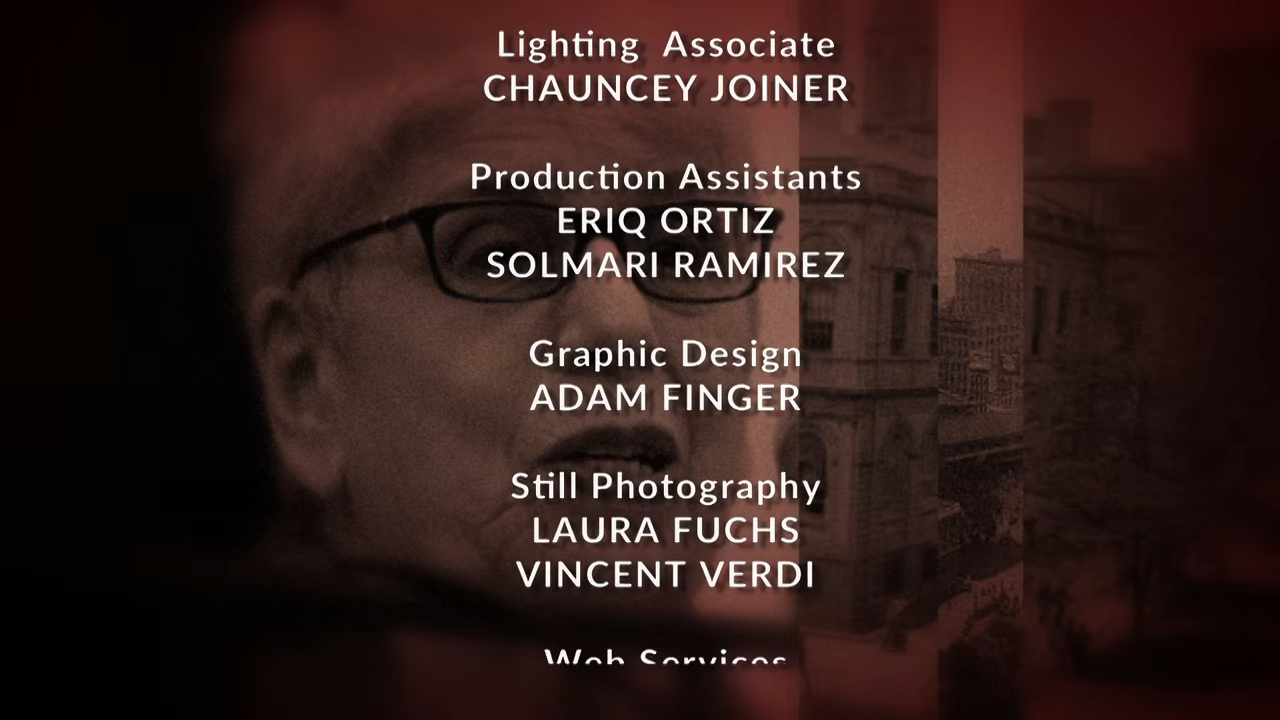 Lighting Associate
CHAUNCEY JOINER
Production Assistants
ERIQ ORTIZ
SOLMARI RAMIREZ
Graphic Design
ADAM FINGER
Still Photography
LAURA FUCHS
VINCENT VERDI
Web Services